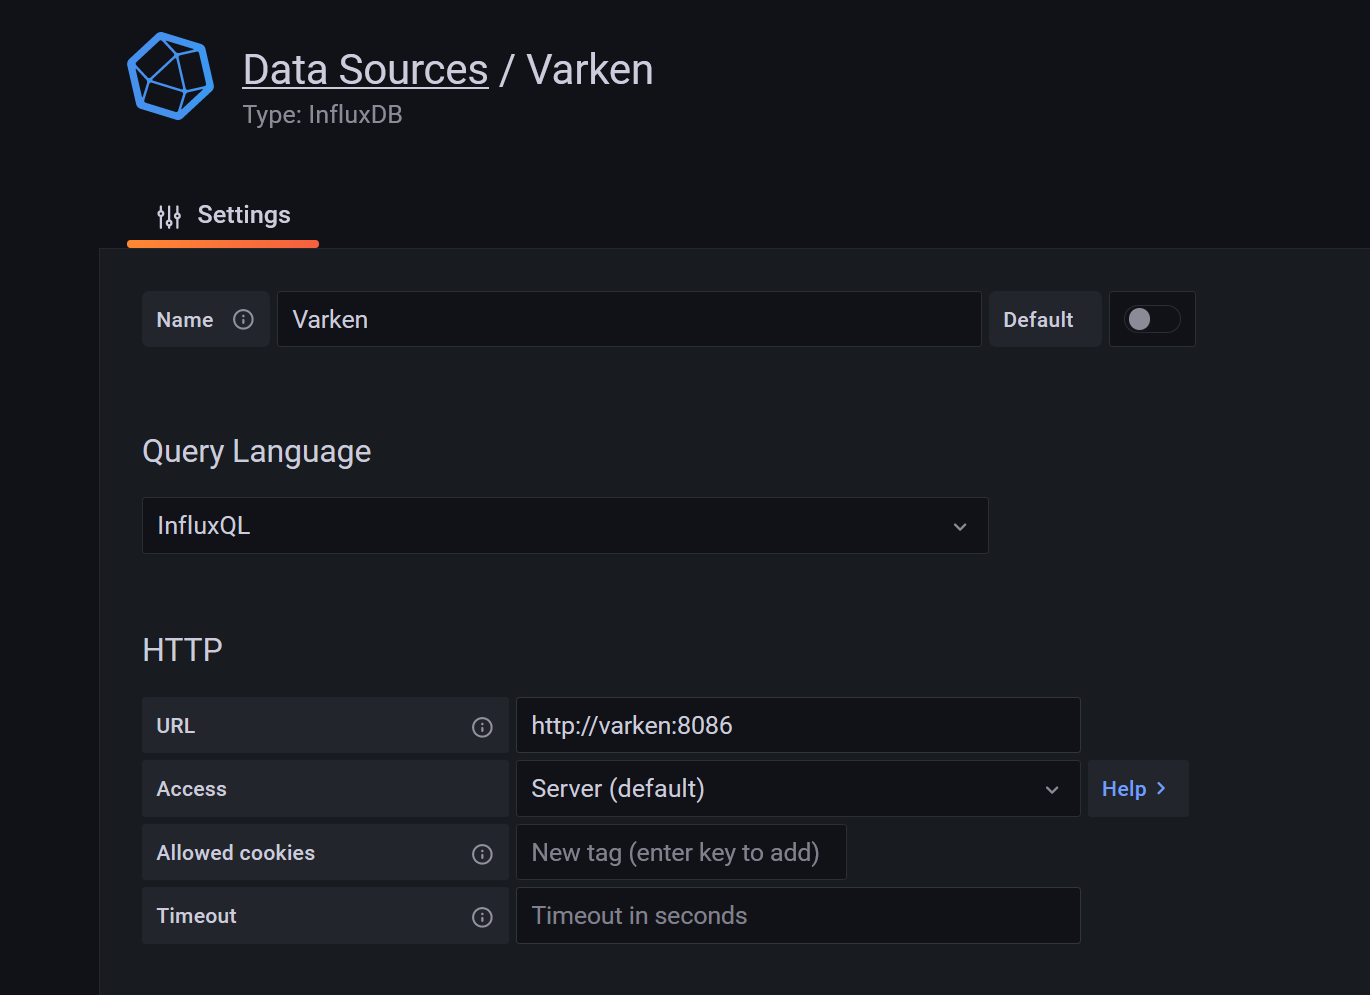 Data Sources / Varken
Type: InfluxDB
Settings
Name Varken Default
Query Language
InfluxQL
HTTP
URL http://varken:8086
Access Server (default) Help
Allowed cookies New tag (enter key to add)
Timeout Timeout in seconds